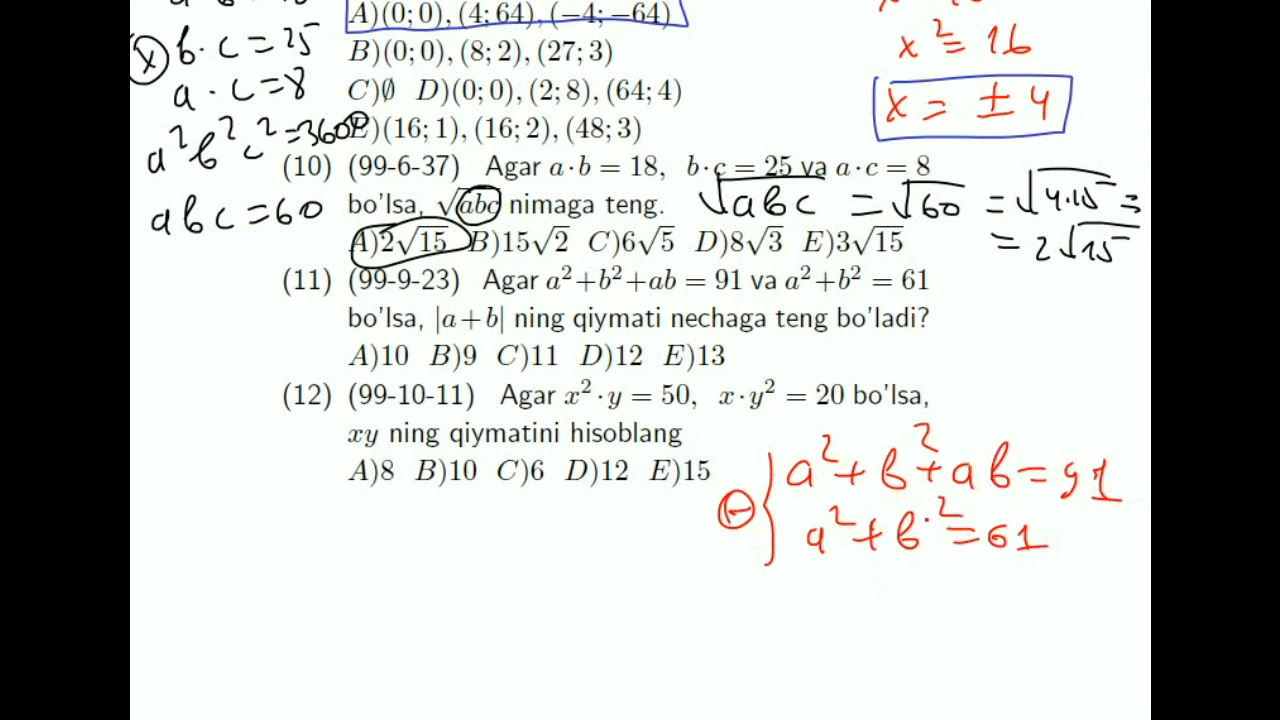 A)(0; 0), (4; 64), (−4; −64)
x² = 16
x b · c = 25
B)(0; 0), (8; 2), (27; 3)
a · c = 8
C)∅ D)(0; 0), (2; 8), (64; 4)
x = ± 4
a²b²c² = 3600
E)(16; 1), (16; 2), (48; 3)
(10) (99-6-37) Agar a·b = 18, b·c = 25 va a·c = 8
abc = 60
bo'lsa, √abc nimaga teng.
√abc = √60 = √4·15 =
= 2√15
A)2√15 B)15√2 C)6√5 D)8√3 E)3√15
(11) (99-9-23) Agar a²+b²+ab = 91 va a²+b² = 61
bo'lsa, |a+b| ning qiymati nechaga teng bo'ladi?
A)10 B)9 C)11 D)12 E)13
(12) (99-10-11) Agar x²·y = 50, x·y² = 20 bo'lsa,
xy ning qiymatini hisoblang
A)8 B)10 C)6 D)12 E)15
a² + b² + ab = 91
− { a² + b² = 61